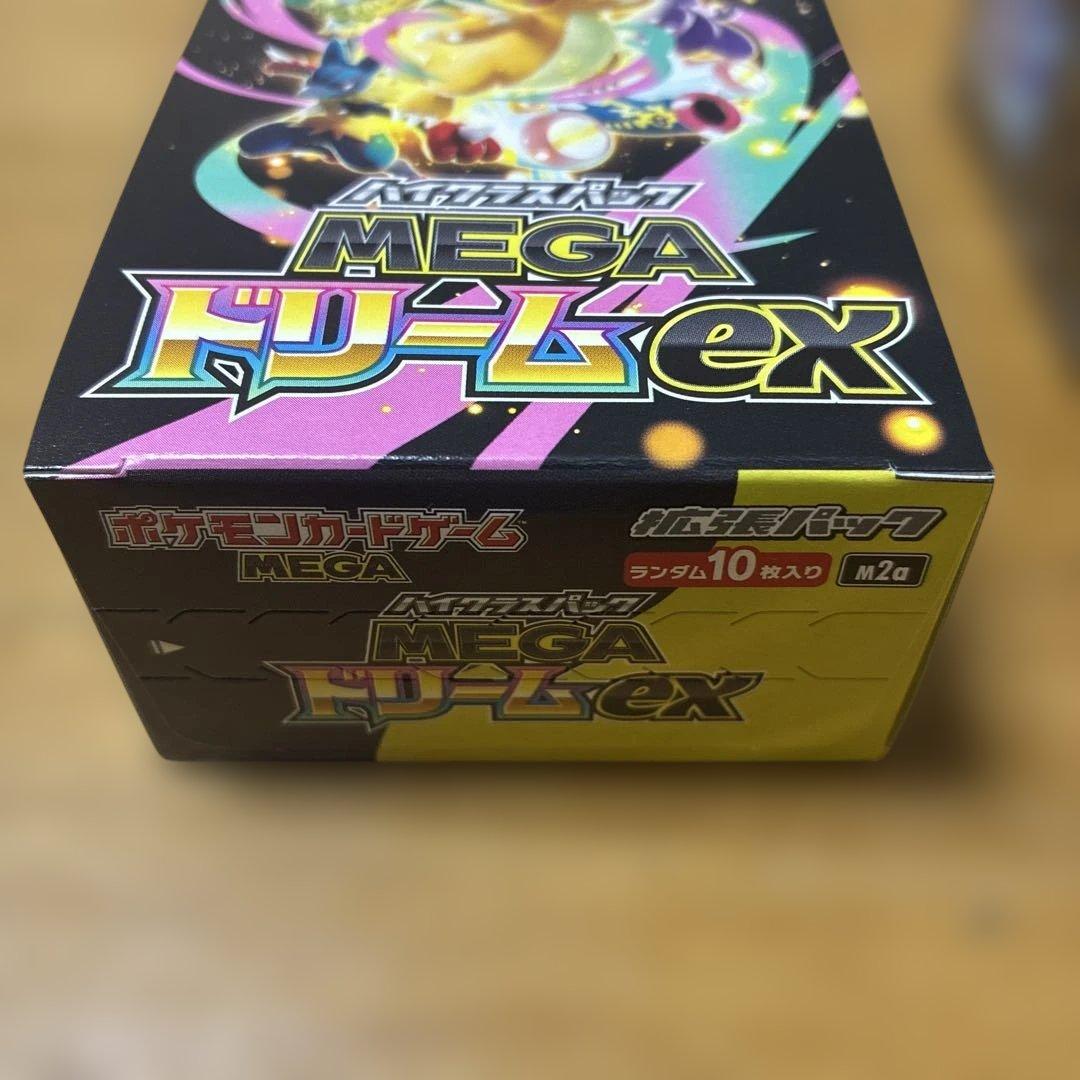 ハイクラスパック
MEGA
ドリームex
ポケモンカードゲーム
MEGA
拡張パック
ランダム10枚入り
M2a
ハイクラスパック
MEGA
ドリームex